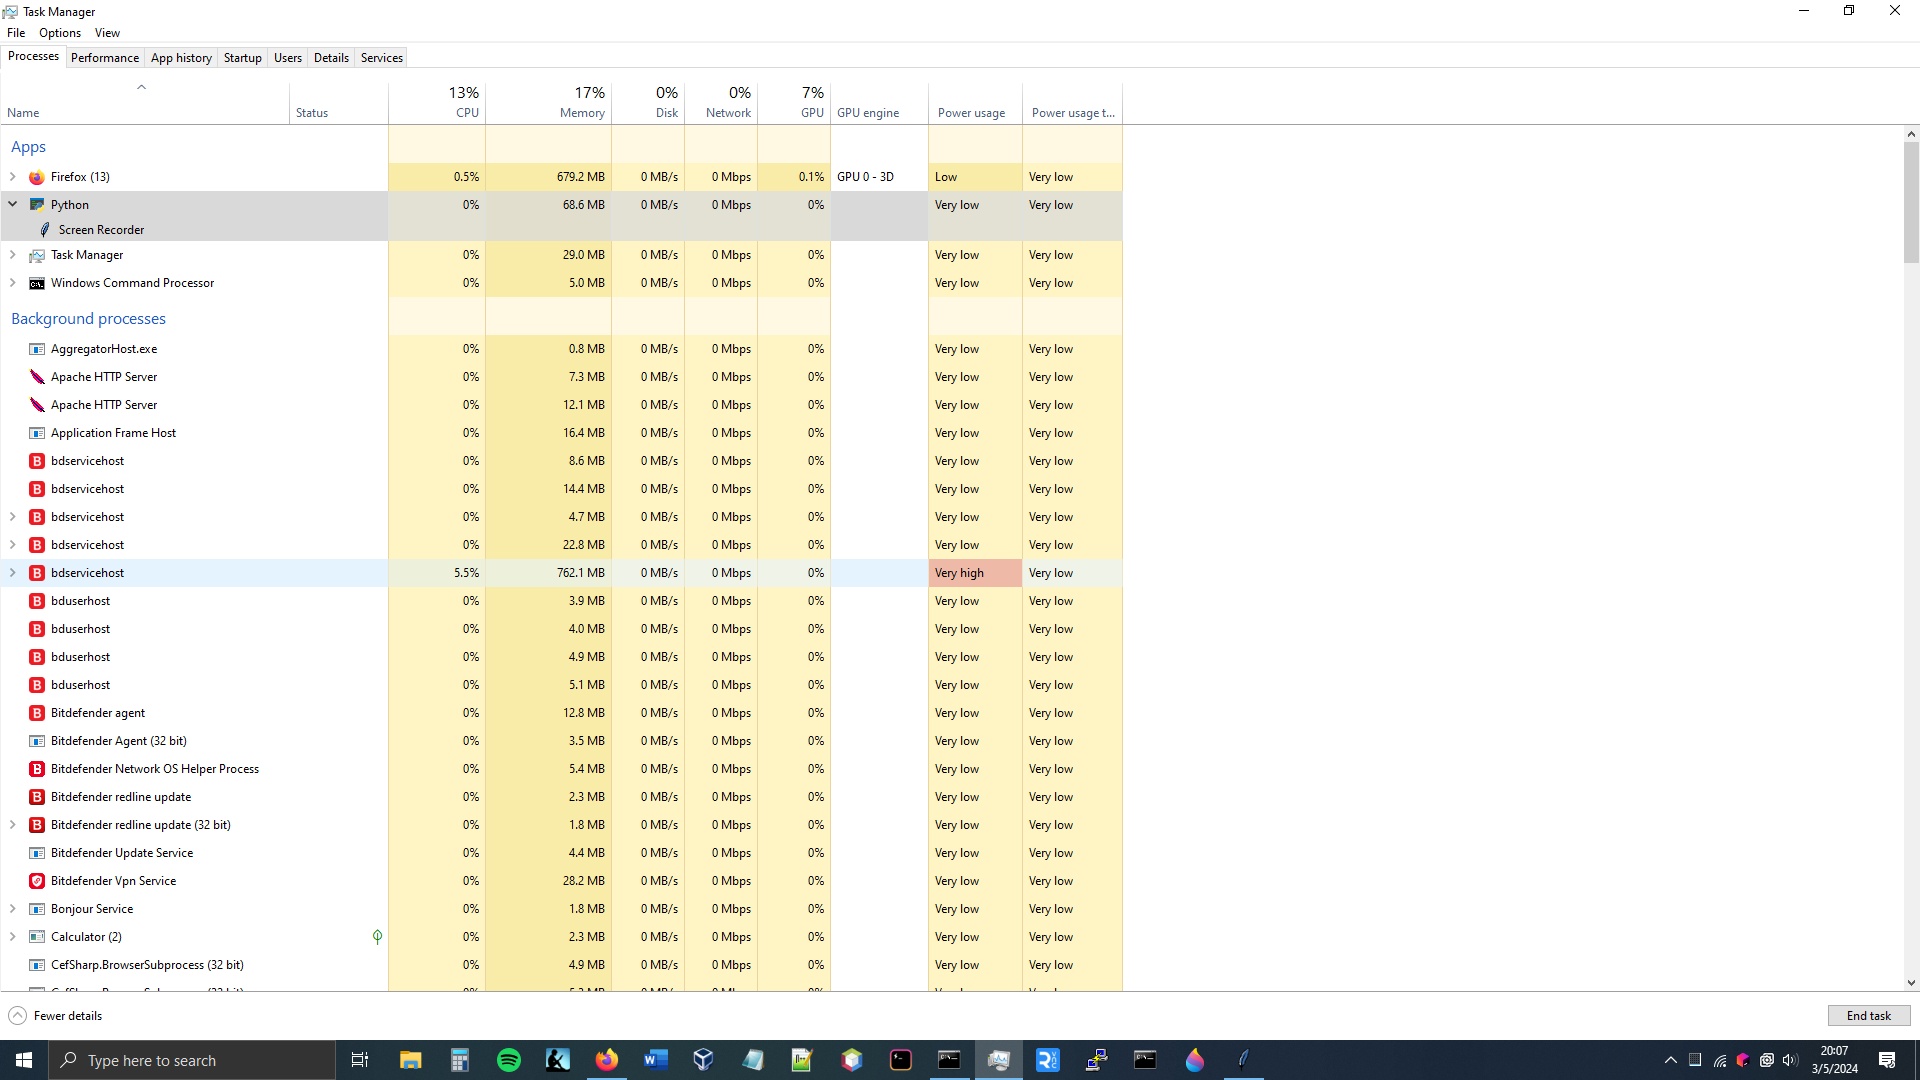 Task Manager
File Options View
Processes Performance App history Startup Users Details Services
13% 17% 0% 0% 7%
Name Status CPU Memory Disk Network GPU GPU engine Power usage Power usage t...
Apps
Firefox (13) 0.5% 679.2 MB 0 MB/s 0 Mbps 0.1% GPU 0 - 3D Low Very low
Python 0% 68.6 MB 0 MB/s 0 Mbps 0% Very low Very low
Screen Recorder
Task Manager 0% 29.0 MB 0 MB/s 0 Mbps 0% Very low Very low
Windows Command Processor 0% 5.0 MB 0 MB/s 0 Mbps 0% Very low Very low
Background processes
AggregatorHost.exe 0% 0.8 MB 0 MB/s 0 Mbps 0% Very low Very low
Apache HTTP Server 0% 7.3 MB 0 MB/s 0 Mbps 0% Very low Very low
Apache HTTP Server 0% 12.1 MB 0 MB/s 0 Mbps 0% Very low Very low
Application Frame Host 0% 16.4 MB 0 MB/s 0 Mbps 0% Very low Very low
bdservicehost 0% 8.6 MB 0 MB/s 0 Mbps 0% Very low Very low
bdservicehost 0% 14.4 MB 0 MB/s 0 Mbps 0% Very low Very low
bdservicehost 0% 4.7 MB 0 MB/s 0 Mbps 0% Very low Very low
bdservicehost 0% 22.8 MB 0 MB/s 0 Mbps 0% Very low Very low
bdservicehost 5.5% 762.1 MB 0 MB/s 0 Mbps 0% Very high Very low
bduserhost 0% 3.9 MB 0 MB/s 0 Mbps 0% Very low Very low
bduserhost 0% 4.0 MB 0 MB/s 0 Mbps 0% Very low Very low
bduserhost 0% 4.9 MB 0 MB/s 0 Mbps 0% Very low Very low
bduserhost 0% 5.1 MB 0 MB/s 0 Mbps 0% Very low Very low
Bitdefender agent 0% 12.8 MB 0 MB/s 0 Mbps 0% Very low Very low
Bitdefender Agent (32 bit) 0% 3.5 MB 0 MB/s 0 Mbps 0% Very low Very low
Bitdefender Network OS Helper Process 0% 5.4 MB 0 MB/s 0 Mbps 0% Very low Very low
Bitdefender redline update 0% 2.3 MB 0 MB/s 0 Mbps 0% Very low Very low
Bitdefender redline update (32 bit) 0% 1.8 MB 0 MB/s 0 Mbps 0% Very low Very low
Bitdefender Update Service 0% 4.4 MB 0 MB/s 0 Mbps 0% Very low Very low
Bitdefender Vpn Service 0% 28.2 MB 0 MB/s 0 Mbps 0% Very low Very low
Bonjour Service 0% 1.8 MB 0 MB/s 0 Mbps 0% Very low Very low
Calculator (2) 0% 2.3 MB 0 MB/s 0 Mbps 0% Very low Very low
CefSharp.BrowserSubprocess (32 bit) 0% 4.9 MB 0 MB/s 0 Mbps 0% Very low Very low
Fewer details End task
Type here to search
20:07
3/5/2024